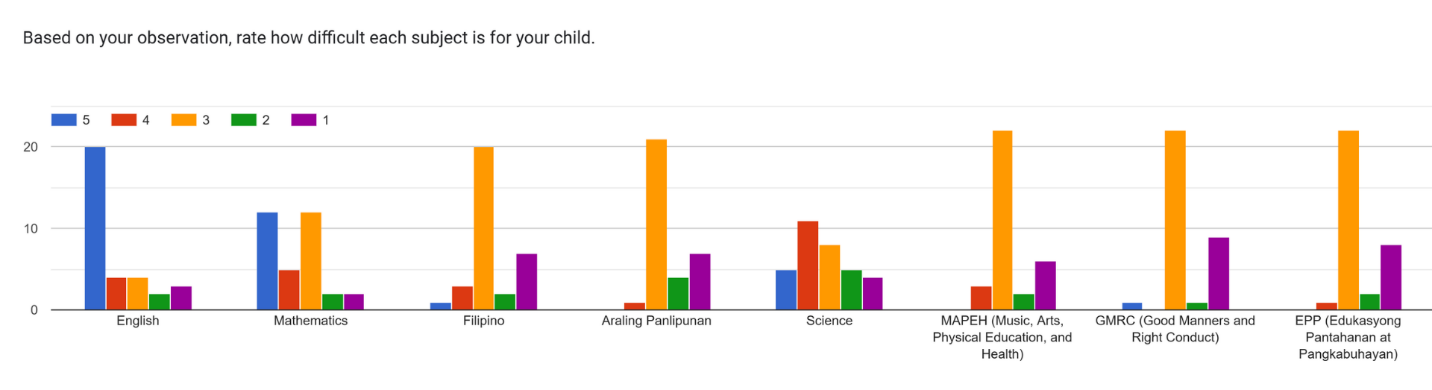 Based on your observation, rate how difficult each subject is for your child.
5 4 3 2 1
20
10
0
English
Mathematics
Filipino
Araling Panlipunan
Science
MAPEH (Music, Arts,
Physical Education, and
Health)
GMRC (Good Manners and
Right Conduct)
EPP (Edukasyong
Pantahanan at
Pangkabuhayan)